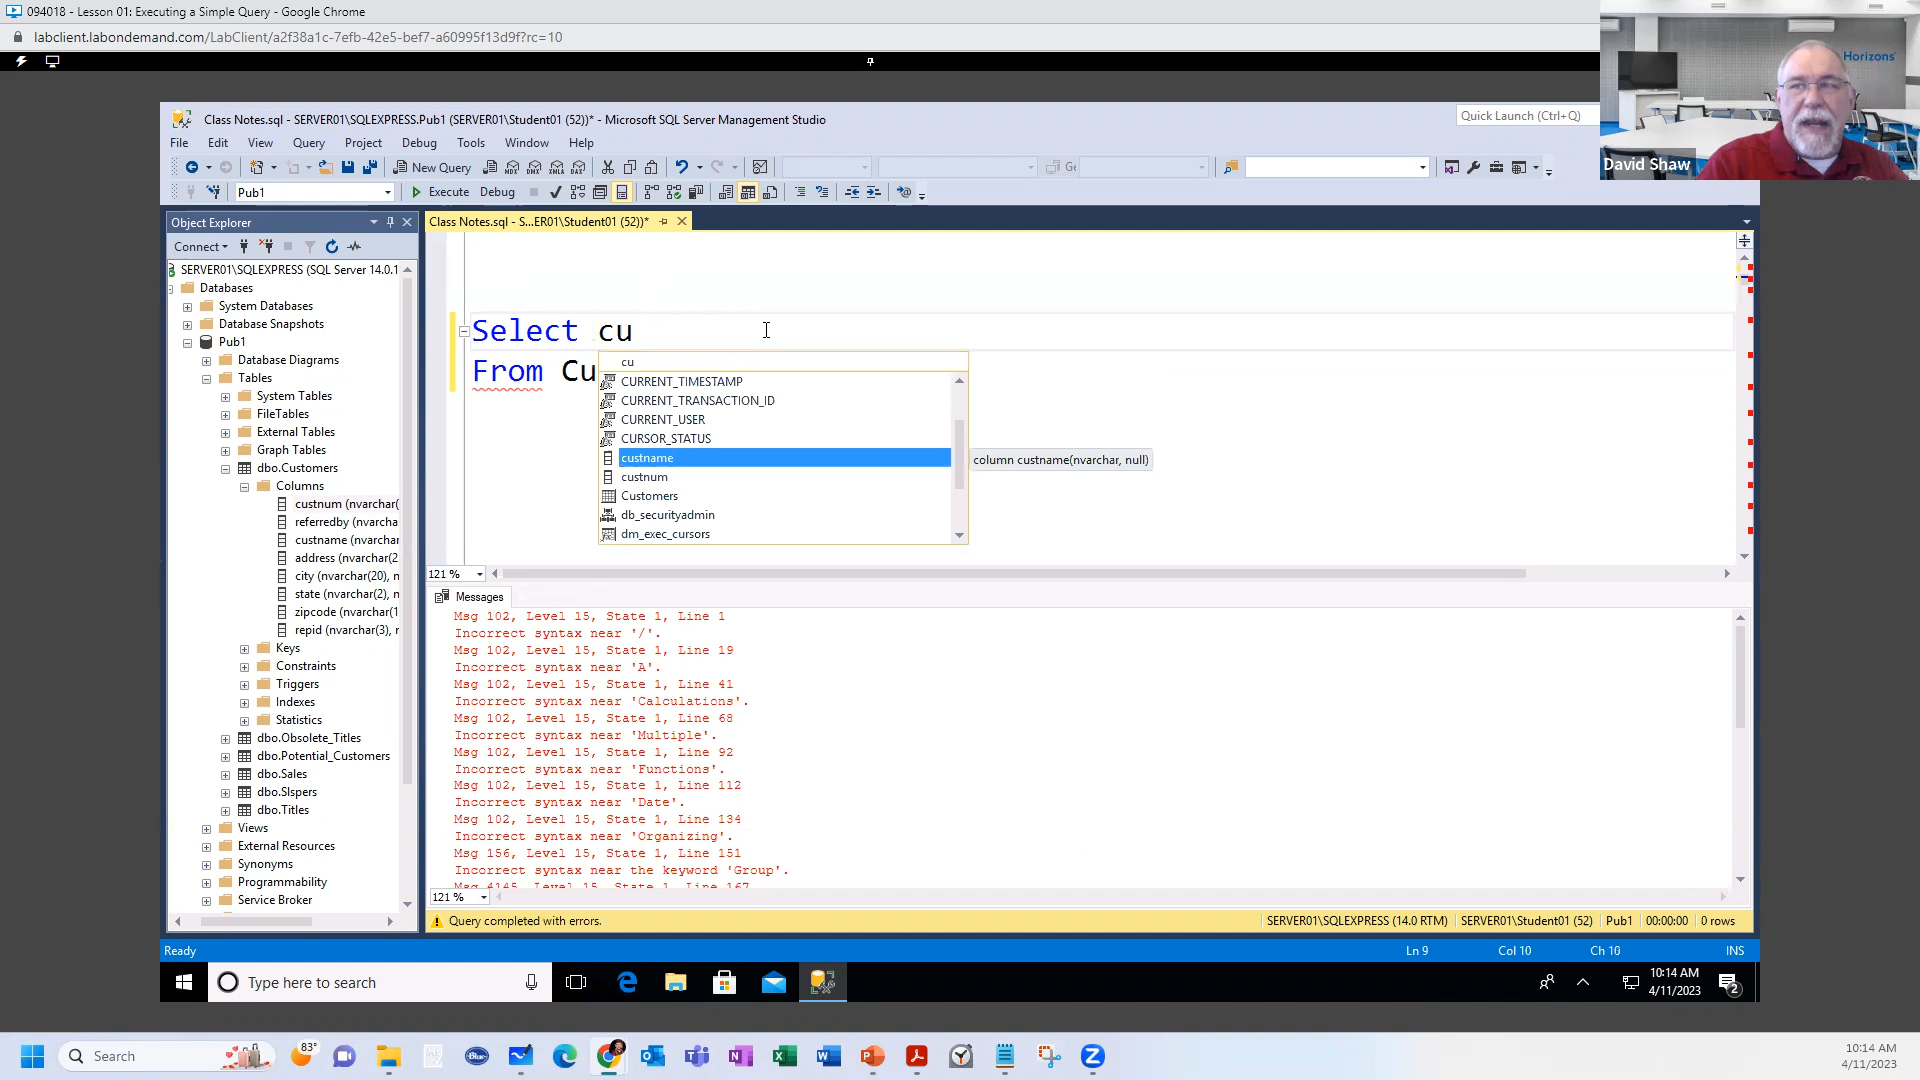 094018 - Lesson 01: Executing a Simple Query - Google Chrome
labclient.labondemand.com/LabClient/a2f38a1c-7efb-42e5-bef7-a60995f13d9f?rc=10
Horizons
David Shaw
Class Notes.sql - SERVER01\SQLEXPRESS.Pub1 (SERVER01\Student01 (52))* - Microsoft SQL Server Management Studio
Quick Launch (Ctrl+Q)
File Edit View Query Project Debug Tools Window Help
New Query
Pub1 Execute Debug
Object Explorer
Class Notes.sql - S...ER01\Student01 (52))*
Connect
SERVER01\SQLEXPRESS (SQL Server 14.0.1
Databases
System Databases
Database Snapshots
Pub1
Database Diagrams
Tables
System Tables
FileTables
External Tables
Graph Tables
dbo.Customers
Columns
custnum (nvarchar(
referredby (nvarcha
custname (nvarchar
address (nvarchar(2
city (nvarchar(20), n
state (nvarchar(2), n
zipcode (nvarchar(1
repid (nvarchar(3), r
Keys
Constraints
Triggers
Indexes
Statistics
dbo.Obsolete_Titles
dbo.Potential_Customers
dbo.Sales
dbo.Slspers
dbo.Titles
Views
External Resources
Synonyms
Programmability
Service Broker
Select cu
From Cu
cu
CURRENT_TIMESTAMP
CURRENT_TRANSACTION_ID
CURRENT_USER
CURSOR_STATUS
custname
column custname(nvarchar, null)
custnum
Customers
db_securityadmin
dm_exec_cursors
121 %
Messages
Msg 102, Level 15, State 1, Line 1
Incorrect syntax near '/'.
Msg 102, Level 15, State 1, Line 19
Incorrect syntax near 'A'.
Msg 102, Level 15, State 1, Line 41
Incorrect syntax near 'Calculations'.
Msg 102, Level 15, State 1, Line 68
Incorrect syntax near 'Multiple'.
Msg 102, Level 15, State 1, Line 92
Incorrect syntax near 'Functions'.
Msg 102, Level 15, State 1, Line 112
Incorrect syntax near 'Date'.
Msg 102, Level 15, State 1, Line 134
Incorrect syntax near 'Organizing'.
Msg 156, Level 15, State 1, Line 151
Incorrect syntax near the keyword 'Group'.
Msg 4145, Level 15, State 1, Line 167
121 %
Query completed with errors.
SERVER01\SQLEXPRESS (14.0 RTM) SERVER01\Student01 (52) Pub1 00:00:00 0 rows
Ready
Ln 9 Col 10 Ch 10 INS
Type here to search
10:14 AM
4/11/2023
2
Search
83°
Blue
10:14 AM
4/11/2023